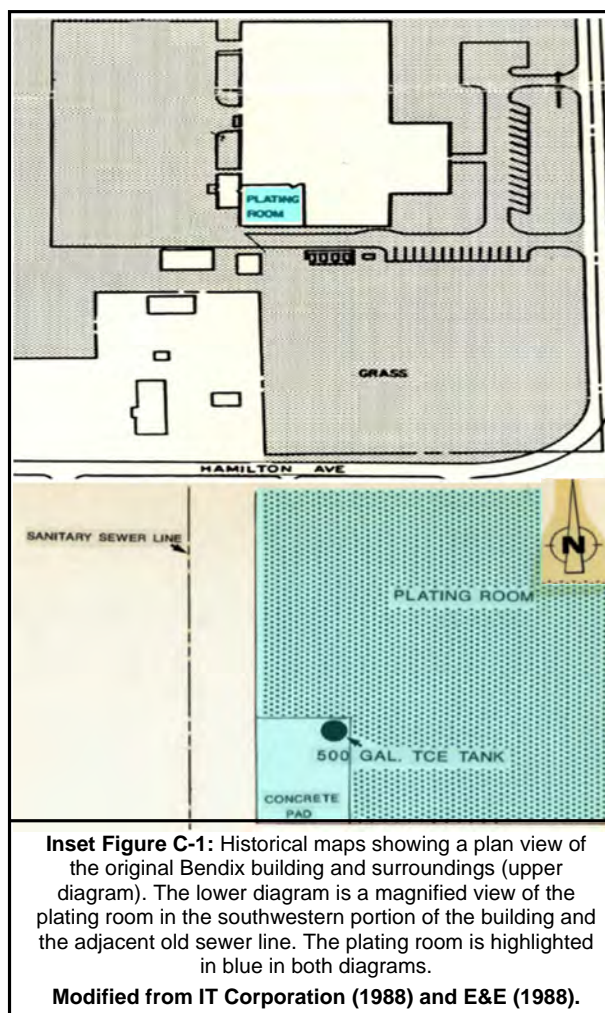 PLATING
ROOM
GRASS
HAMILTON AVE
SANITARY SEWER LINE
N
PLATING ROOM
500 GAL. TCE TANK
CONCRETE
PAD
Inset Figure C-1: Historical maps showing a plan view of
the original Bendix building and surroundings (upper
diagram). The lower diagram is a magnified view of the
plating room in the southwestern portion of the building and
the adjacent old sewer line. The plating room is highlighted
in blue in both diagrams.
Modified from IT Corporation (1988) and E&E (1988).